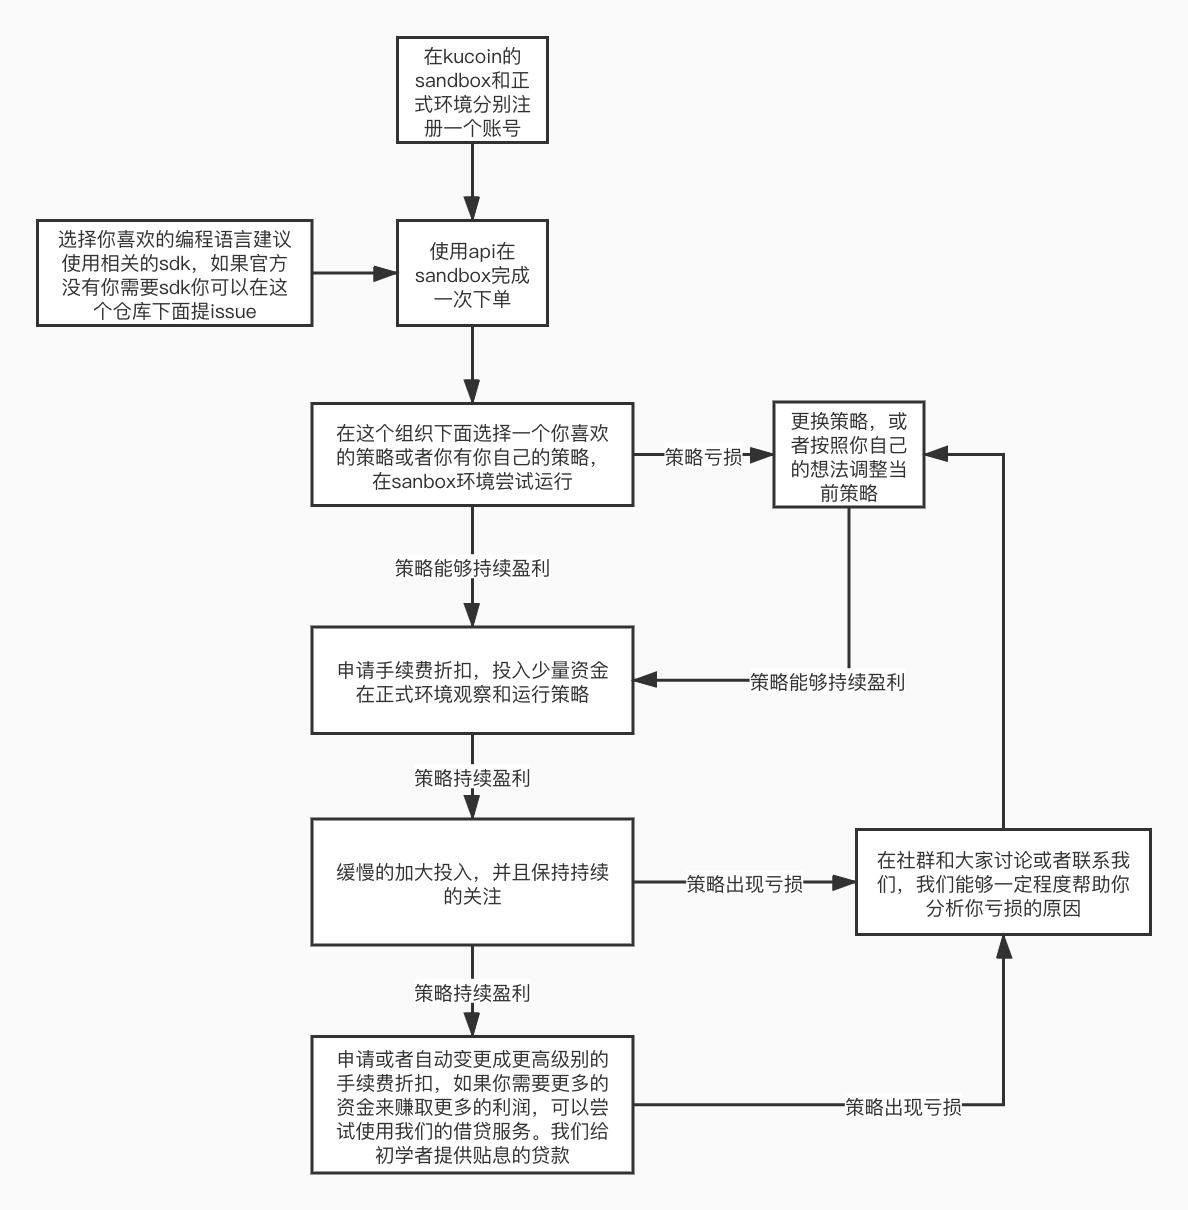 在kucoin的
sandbox和正
式环境分别注
册一个账号
选择你喜欢的编程语言建议
使用相关的sdk，如果官方
没有你需要sdk你可以在这
个仓库下面提issue
使用api在
sandbox完成
一次下单
在这个组织下面选择一个你喜欢
的策略或者你有你自己的策略，
在sanbox环境尝试运行
策略亏损
更换策略，或
者按照你自己
的想法调整当
前策略
策略能够持续盈利
申请手续费折扣，投入少量资金
在正式环境观察和运行策略
策略能够持续盈利
策略持续盈利
缓慢的加大投入，并且保持持续
的关注
策略出现亏损
在社群和大家讨论或者联系我
们，我们能够一定程度帮助你
分析你亏损的原因
策略持续盈利
申请或者自动变更成更高级别的
手续费折扣，如果你需要更多的
资金来赚取更多的利润，可以尝
试使用我们的借贷服务。我们给
初学者提供贴息的贷款
策略出现亏损